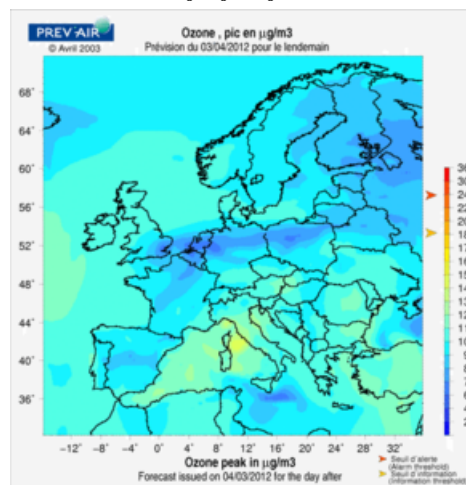 PREV'AIR
© Avril 2003
Ozone , pic en µg/m3
Prévision du 03/04/2012 pour le lendemain
68°
64°
60°
56°
52°
48°
44°
40°
36°
−12° −8° −4° 0° 4° 8° 12° 16° 20° 24° 28° 32°
Ozone peak in µg/m3
Forecast issued on 04/03/2012 for the day after
Seuil d'alerte
(Alarm threshold)
Seuil d'information
(Information threshold)